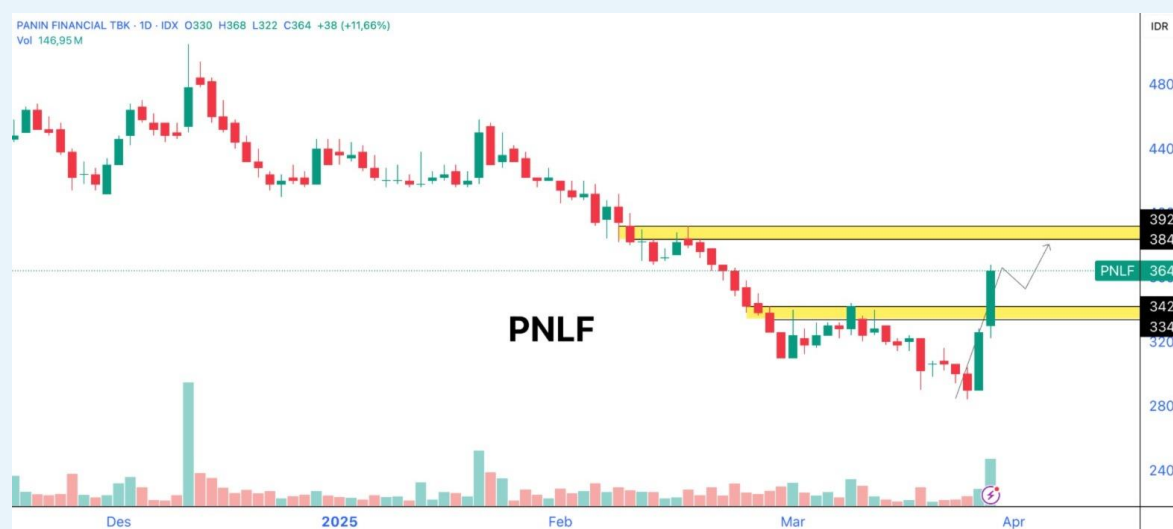 PANIN FINANCIAL TBK · 1D · IDX O330 H368 L322 C364 +38 (+11,66%)
IDR
Vol 146,95 M
480
440
392
384
PNLF 364
342
334
PNLF
320
280
240
Des 2025 Feb Mar Apr